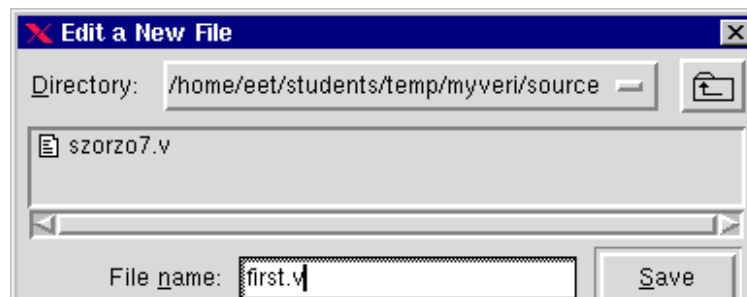 Edit a New File
Directory: /home/eet/students/temp/myveri/source
szorzo7.v
File name: first.v Save